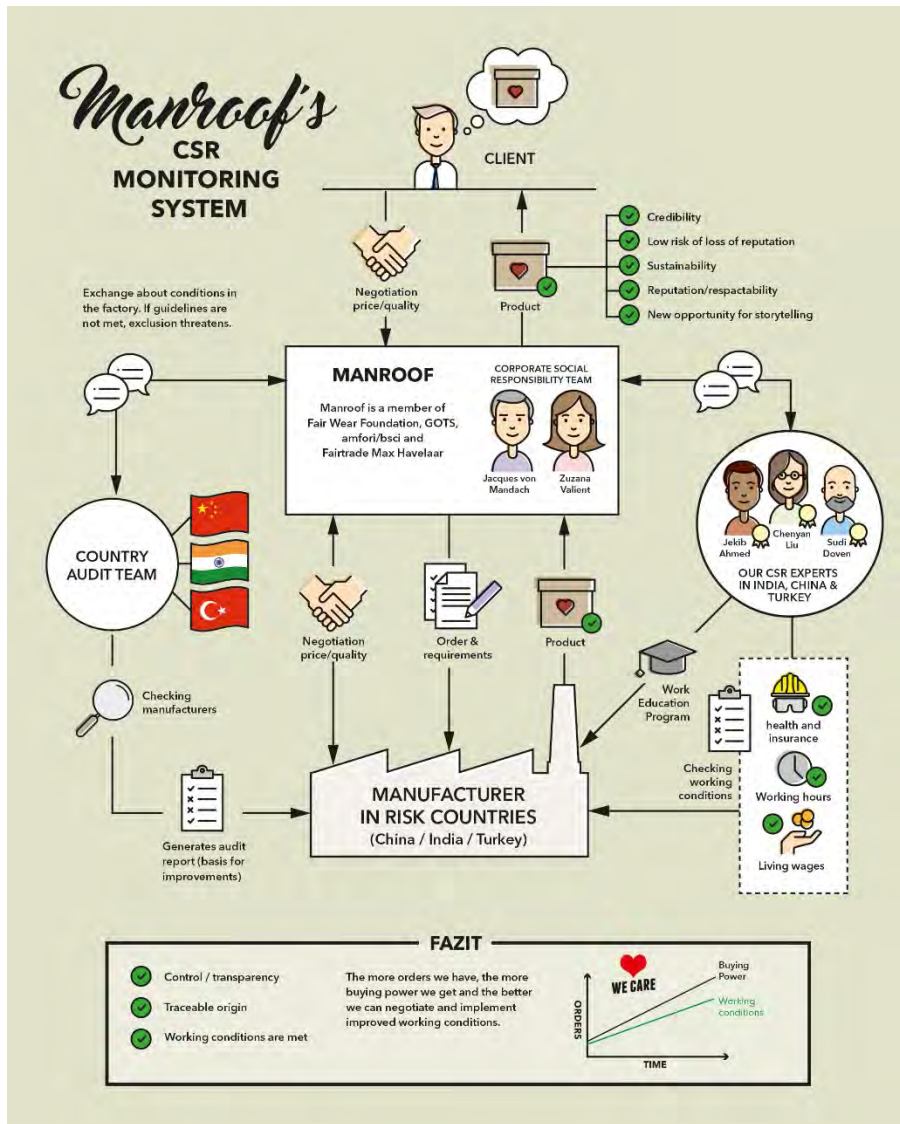 Manroof's
CSR
MONITORING
SYSTEM
CLIENT
Negotiation
price/quality
Product
Credibility
Low risk of loss of reputation
Sustainability
Reputation/respactability
New opportunity for storytelling
Exchange about conditions in
the factory. If guidelines are
not met, exclusion threatens.
MANROOF
Manroof is a member of
Fair Wear Foundation, GOTS,
amfori/bsci and
Fairtrade Max Havelaar
CORPORATE SOCIAL
RESPONSIBILITY TEAM
Jacques von
Mandach
Zuzana
Valient
COUNTRY
AUDIT TEAM
Jekib
Ahmed
Chenyan
Liu
Sudi
Doven
OUR CSR EXPERTS
IN INDIA, CHINA &
TURKEY
Negotiation
price/quality
Order &
requirements
Product
Work
Education
Program
Checking
manufacturers
Checking
working
conditions
health and
insurance
Working hours
Living wages
Generates audit
report (basis for
improvements)
MANUFACTURER
IN RISK COUNTRIES
(China / India / Turkey)
FAZIT
Control / transparency
Traceable origin
Working conditions are met
The more orders we have, the more
buying power we get and the better
we can negotiate and implement
improved working conditions.
WE CARE
ORDERS
TIME
Buying
Power
Working
conditions